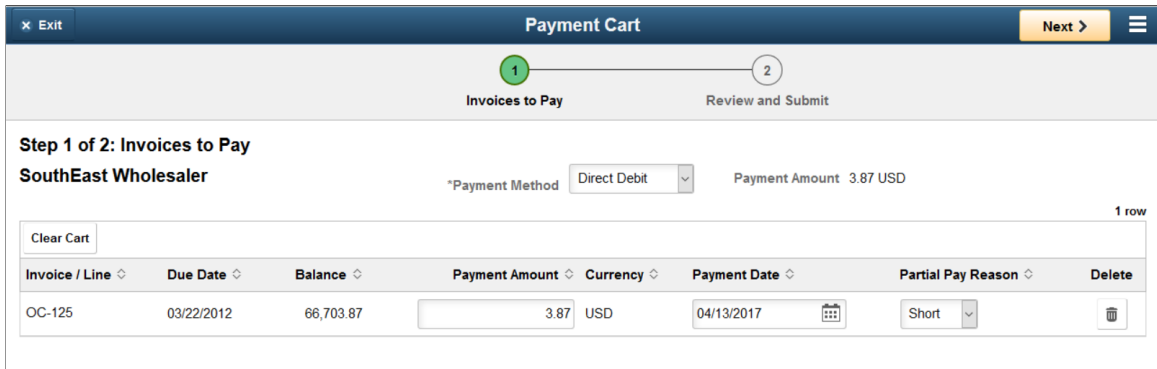 × Exit Payment Cart Next >
1 2
Invoices to Pay Review and Submit
Step 1 of 2: Invoices to Pay
SouthEast Wholesaler *Payment Method Direct Debit Payment Amount 3.87 USD
1 row
Clear Cart
Invoice / Line Due Date Balance Payment Amount Currency Payment Date Partial Pay Reason Delete
OC-125 03/22/2012 66,703.87 3.87 USD 04/13/2017 Short